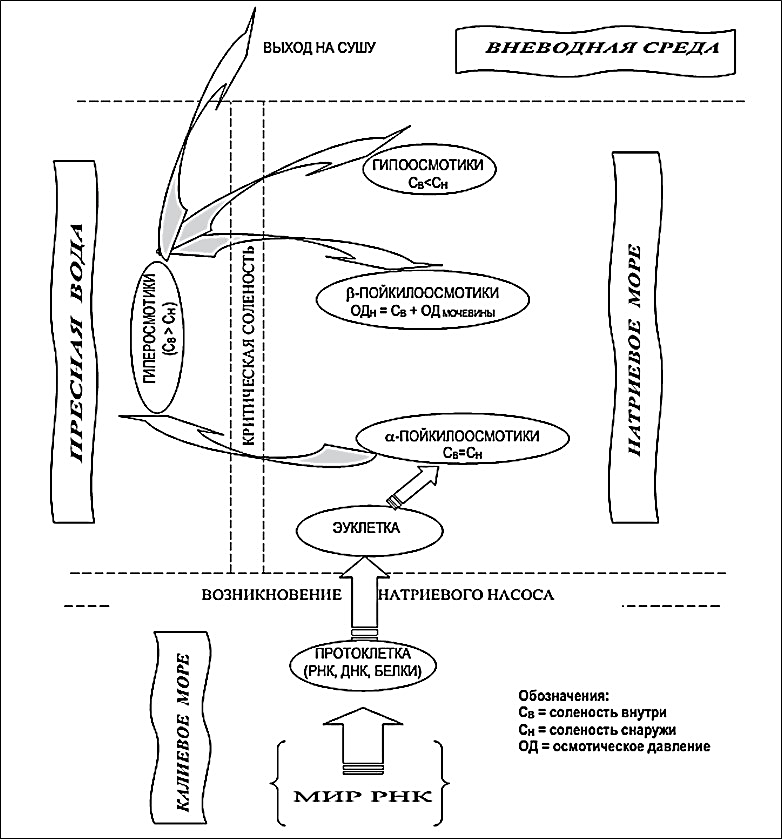 ВЫХОД НА СУШУ
ВНЕВОДНАЯ СРЕДА
ГИПООСМОТИКИ
Св<Сн
ПРЕСНАЯ ВОДА
ГИПЕРОСМОТИКИ
(Св > Сн)
КРИТИЧЕСКАЯ СОЛЕНОСТЬ
β-ПОЙКИЛООСМОТИКИ
ОДн = Св + ОД мочевины
НАТРИЕВОЕ МОРЕ
α-ПОЙКИЛООСМОТИКИ
Св=Сн
ЭУКЛЕТКА
ВОЗНИКНОВЕНИЕ НАТРИЕВОГО НАСОСА
ПРОТОКЛЕТКА
(РНК, ДНК, БЕЛКИ)
КАЛИЕВОЕ МОРЕ
МИР РНК
Обозначения:
Св = соленость внутри
Сн = соленость снаружи
ОД = осмотическое давление